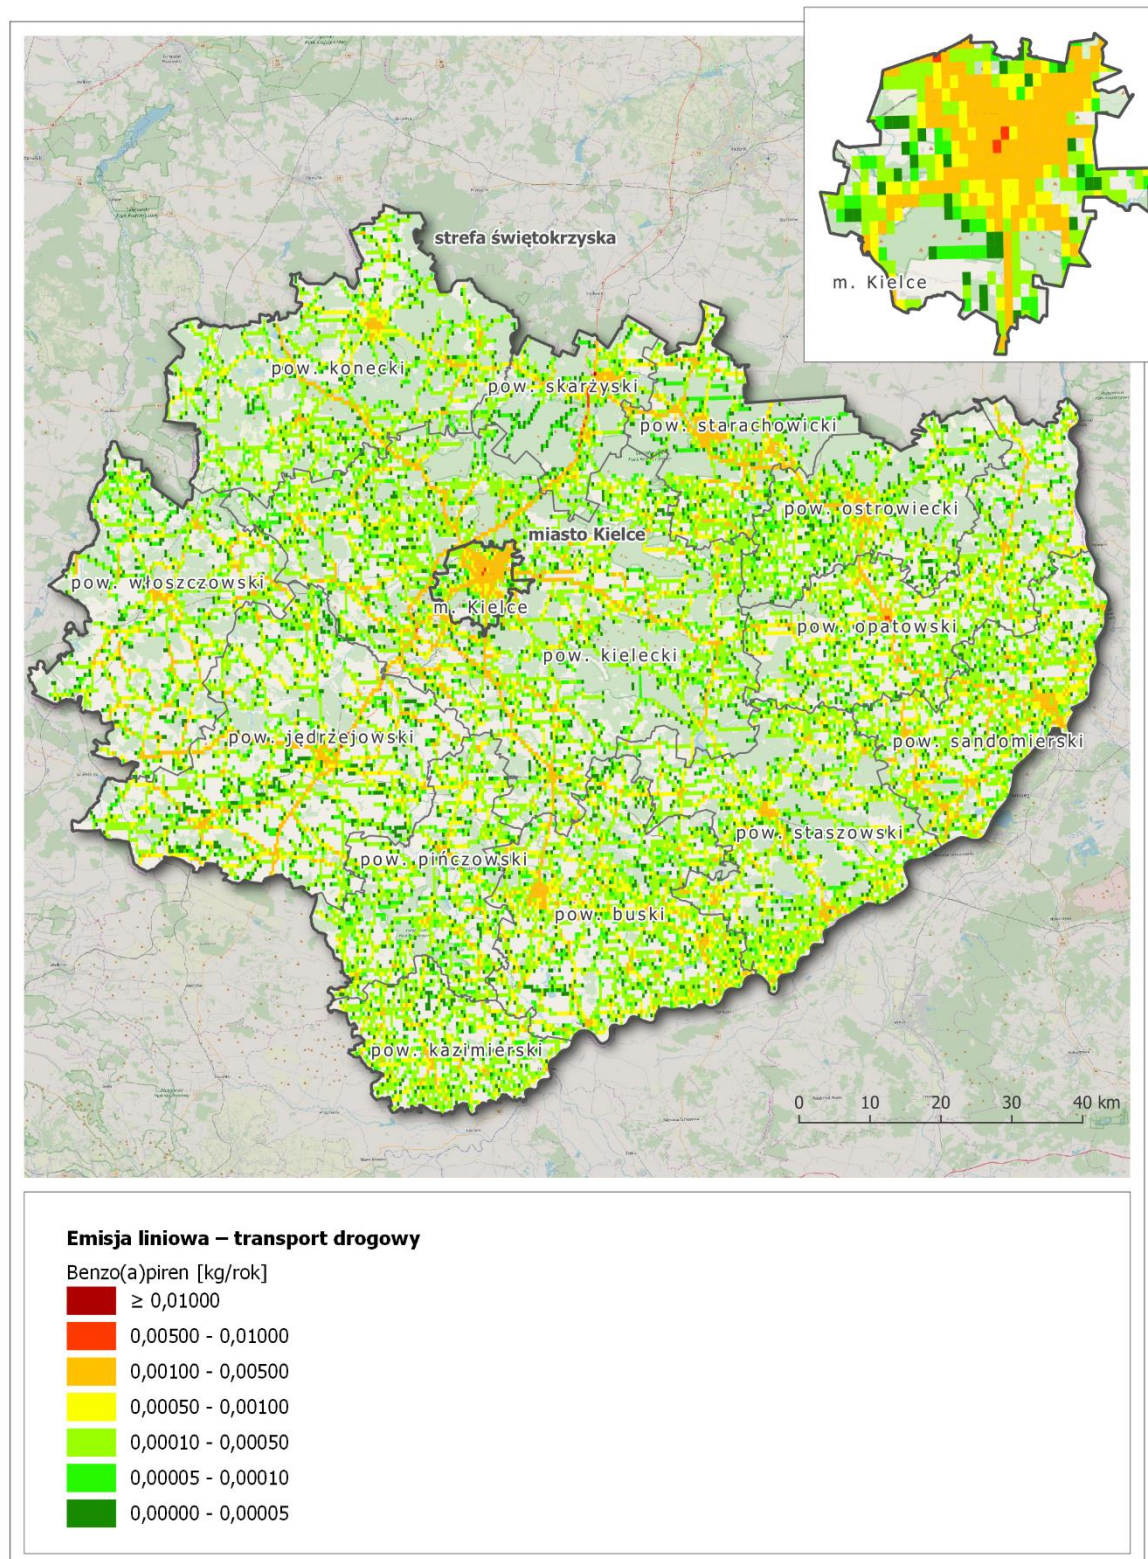 m. Kielce
strefa świętokrzyska
pow. konecki
pow. skarżyski
pow. starachowicki
pow. ostrowiecki
miasto Kielce
pow. włoszczowski
m. Kielce
pow. opatowski
pow. kielecki
pow. jędrzejowski
pow. sandomierski
pow. staszowski
pow. pińczowski
pow. buski
pow. kazimierski
0 10 20 30 40 km
Emisja liniowa – transport drogowy
Benzo(a)piren [kg/rok]
≥ 0,01000
0,00500 - 0,01000
0,00100 - 0,00500
0,00050 - 0,00100
0,00010 - 0,00050
0,00005 - 0,00010
0,00000 - 0,00005